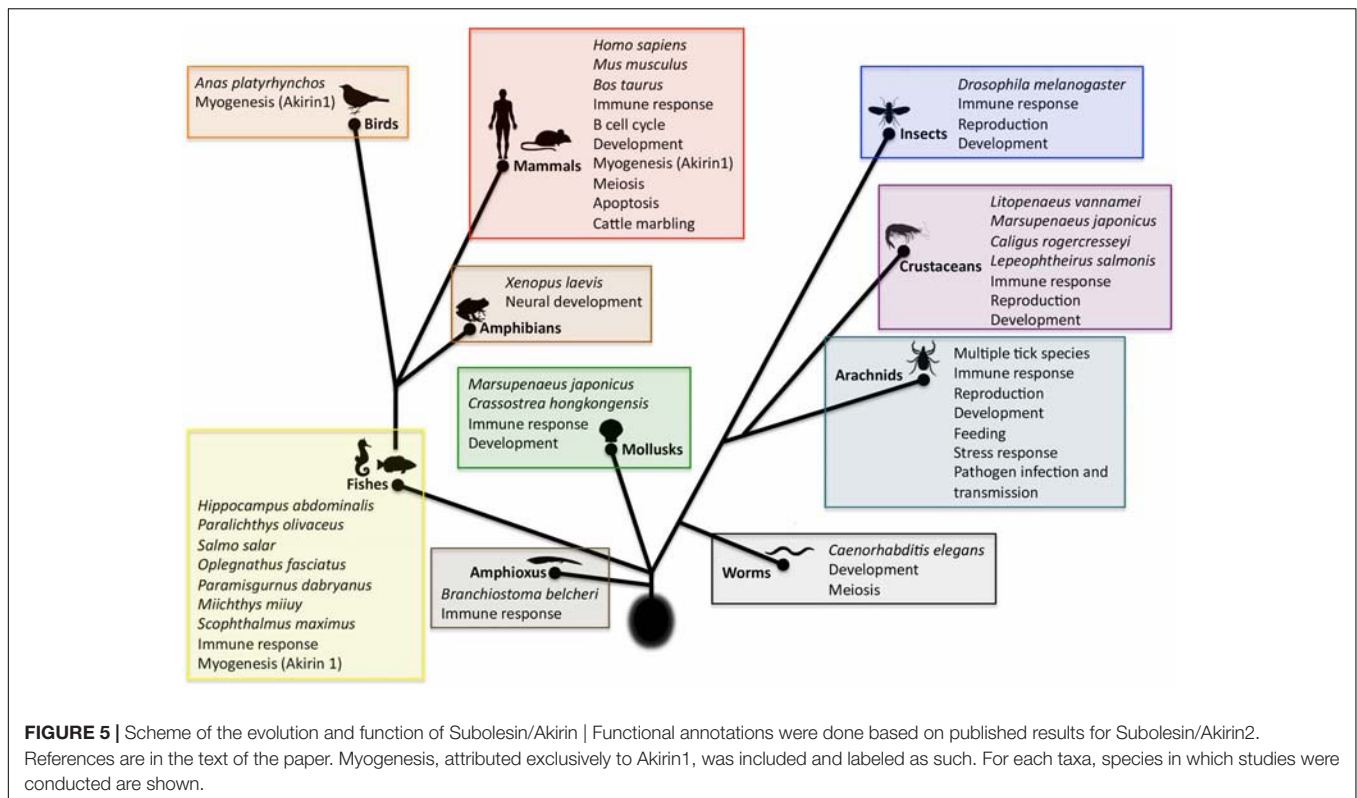 Anas platyrhynchos
Myogenesis (Akirin1)
Birds
Homo sapiens
Mus musculus
Bos taurus
Immune response
B cell cycle
Development
Myogenesis (Akirin1)
Meiosis
Apoptosis
Cattle marbling
Mammals
Drosophila melanogaster
Immune response
Reproduction
Development
Insects
Litopenaeus vannamei
Marsupenaeus japonicus
Caligus rogercresseyi
Lepeophtheirus salmonis
Immune response
Reproduction
Development
Crustaceans
Xenopus laevis
Neural development
Amphibians
Multiple tick species
Immune response
Reproduction
Development
Feeding
Stress response
Pathogen infection and
transmission
Arachnids
Marsupenaeus japonicus
Crassostrea hongkongensis
Immune response
Development
Mollusks
Fishes
Hippocampus abdominalis
Paralichthys olivaceus
Salmo salar
Oplegnathus fasciatus
Paramisgurnus dabryanus
Miichthys miiuy
Scophthalmus maximus
Immune response
Myogenesis (Akirin 1)
Amphioxus
Branchiostoma belcheri
Immune response
Worms
Caenorhabditis elegans
Development
Meiosis
FIGURE 5 | Scheme of the evolution and function of Subolesin/Akirin | Functional annotations were done based on published results for Subolesin/Akirin2.
References are in the text of the paper. Myogenesis, attributed exclusively to Akirin1, was included and labeled as such. For each taxa, species in which studies were
conducted are shown.